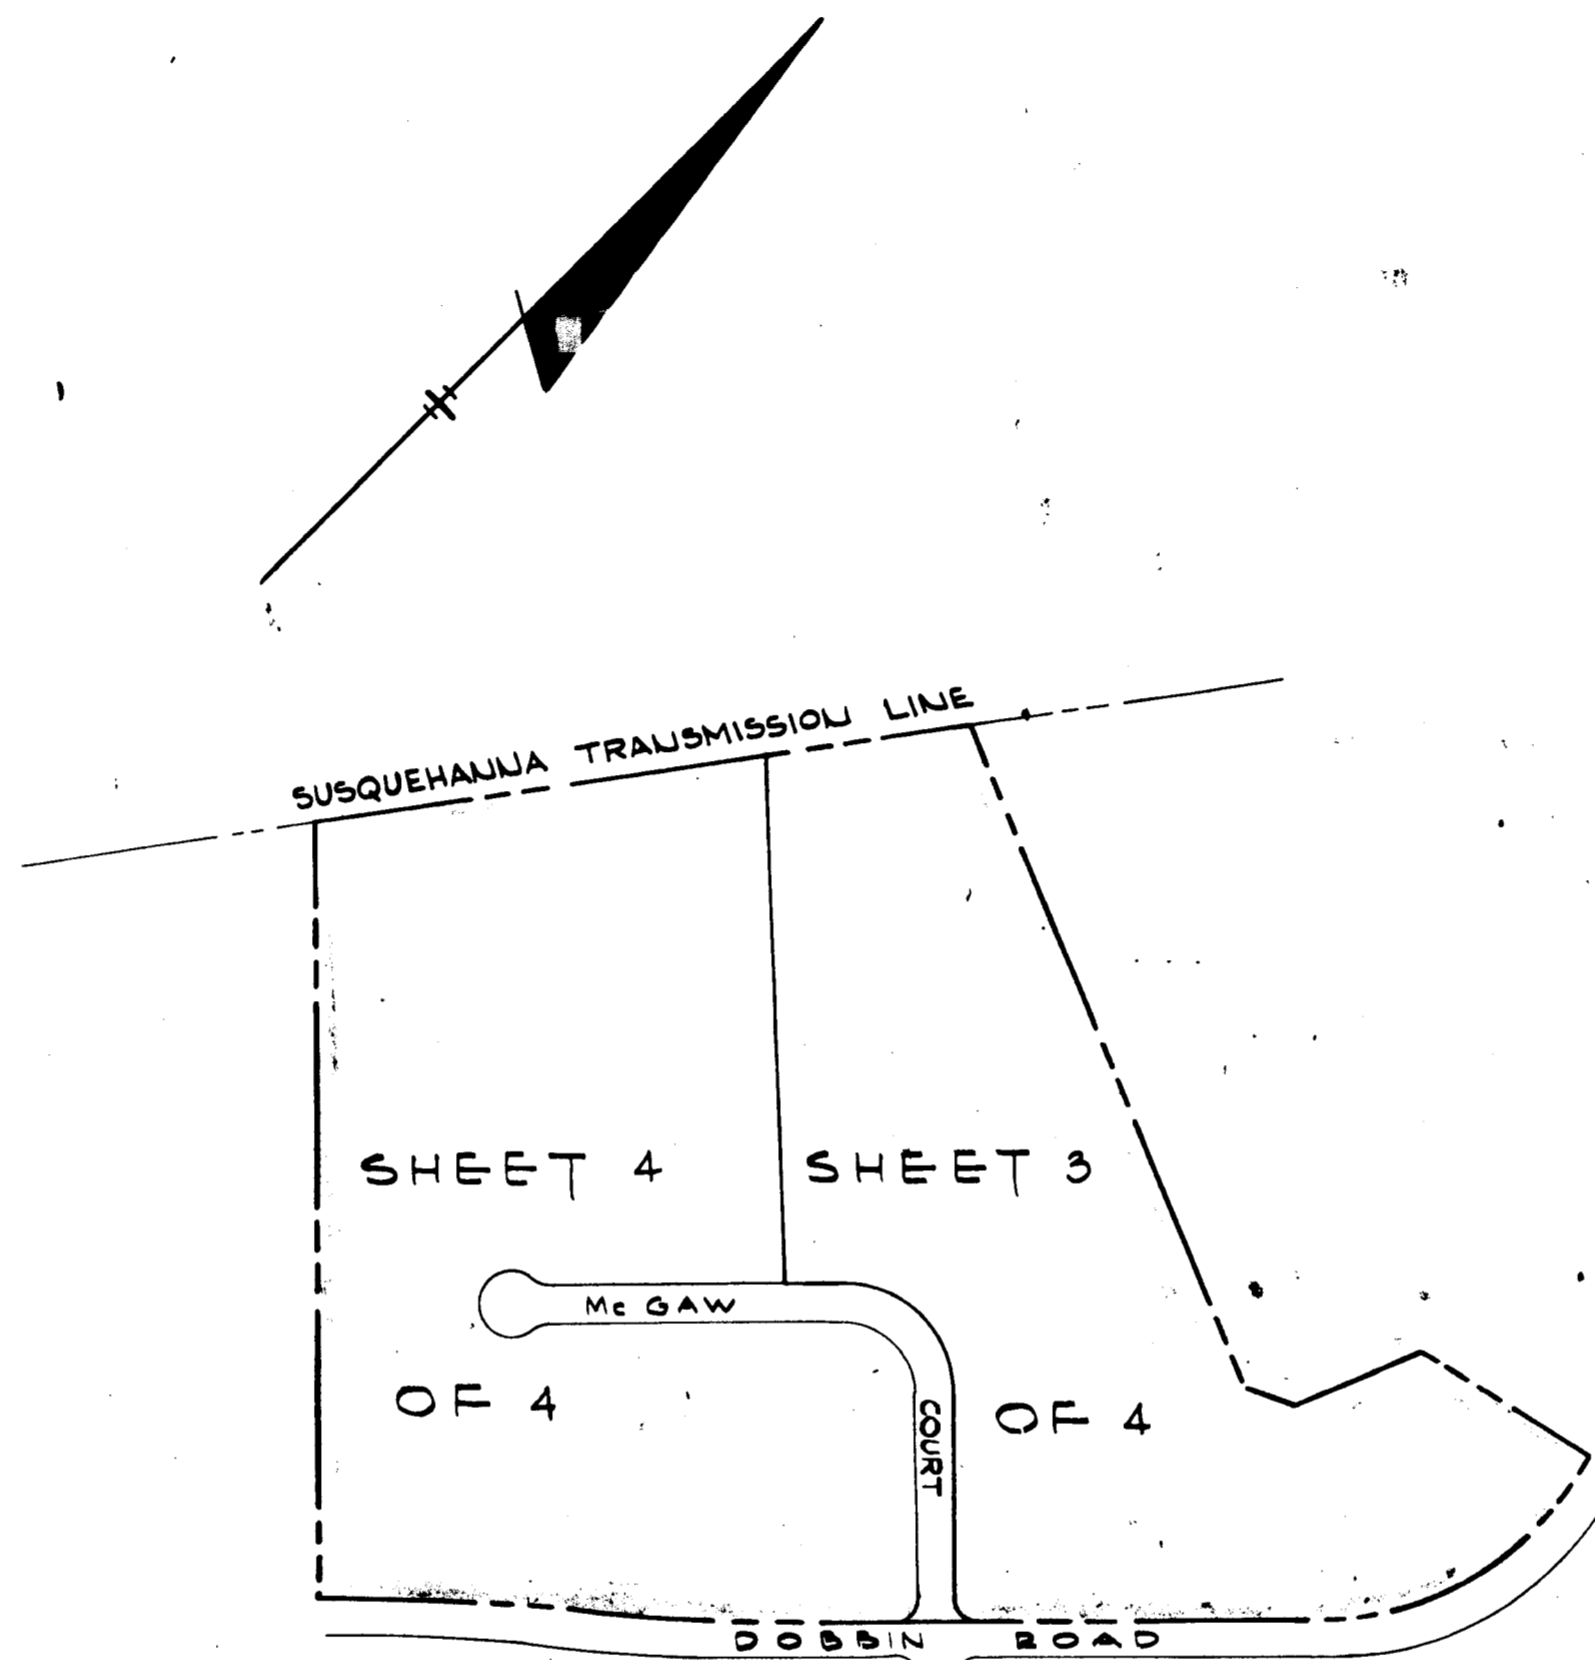 SUSQUEHANNA TRANSMISSION LINE
SHEET 4
OF 4
SHEET 3
OF 4
Mc GAW
COURT
DOBBIN ROAD